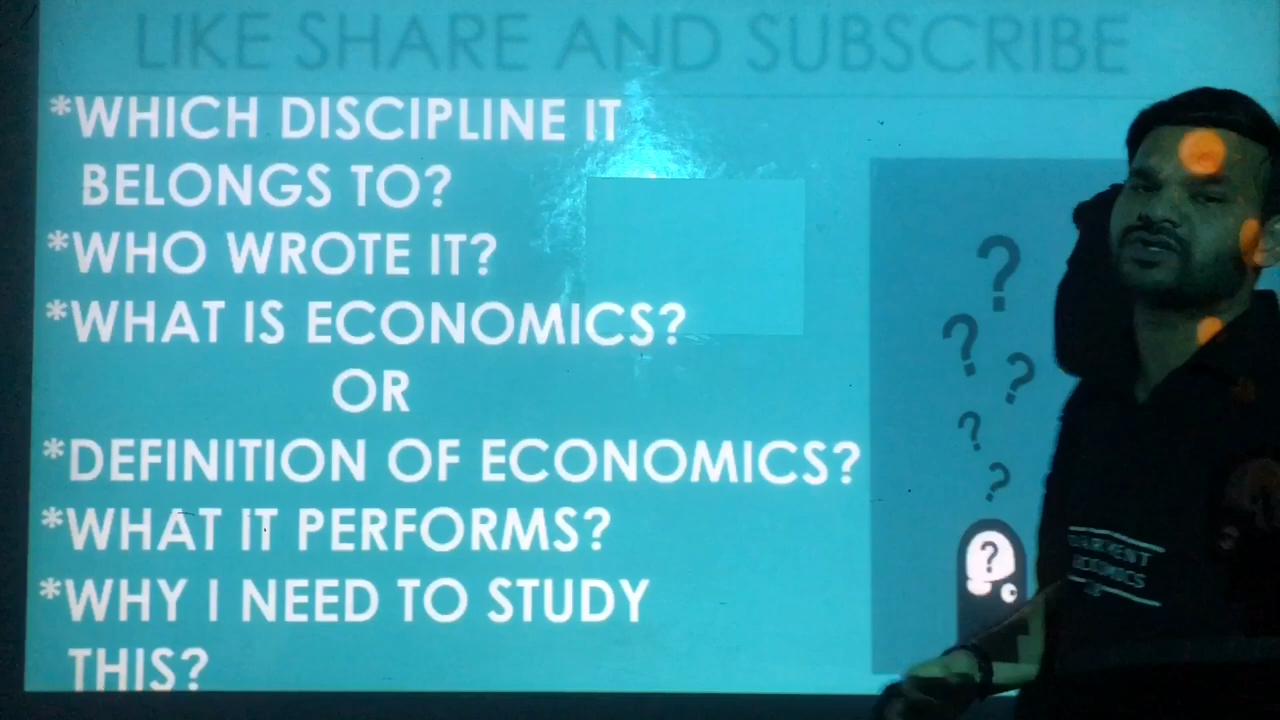 LIKE SHARE AND SUBSCRIBE
*WHICH DISCIPLINE IT
BELONGS TO?
*WHO WROTE IT?
*WHAT IS ECONOMICS?
OR
*DEFINITION OF ECONOMICS?
*WHAT IT PERFORMS?
*WHY I NEED TO STUDY
THIS?
?
?
?
?
?
?